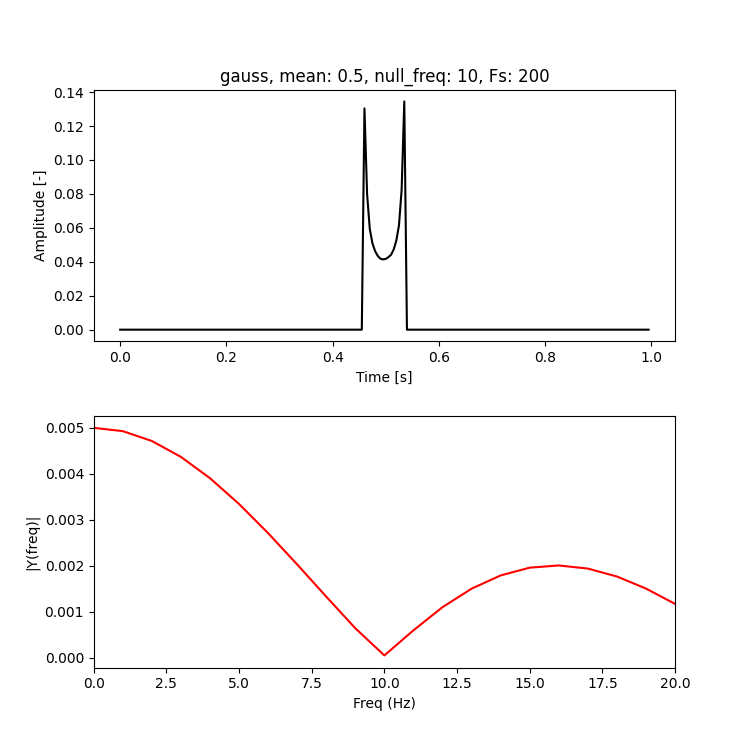 gauss, mean: 0.5, null_freq: 10, Fs: 200
0.14
0.12
0.10
0.08
0.06
0.04
0.02
0.00
Amplitude [-]
0.0 0.2 0.4 0.6 0.8 1.0
Time [s]
0.005
0.004
0.003
0.002
0.001
0.000
|Y(freq)|
0.0 2.5 5.0 7.5 10.0 12.5 15.0 17.5 20.0
Freq (Hz)